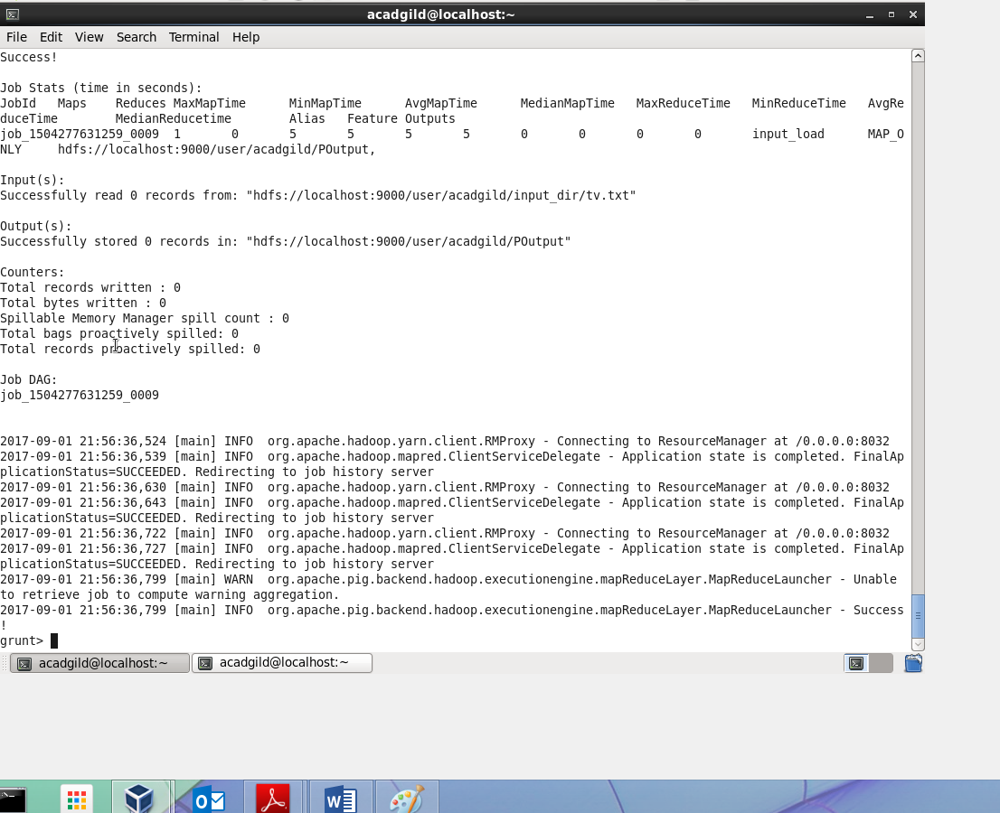 acadgild@localhost:~
File Edit View Search Terminal Help
Success!
Job Stats (time in seconds):
JobId Maps Reduces MaxMapTime MinMapTime AvgMapTime MedianMapTime MaxReduceTime MinReduceTime AvgRe
duceTime MedianReducetime Alias Feature Outputs
job_1504277631259_0009 1 0 5 5 5 5 0 0 0 0 input_load MAP_O
NLY hdfs://localhost:9000/user/acadgild/POutput,
Input(s):
Successfully read 0 records from: "hdfs://localhost:9000/user/acadgild/input_dir/tv.txt"
Output(s):
Successfully stored 0 records in: "hdfs://localhost:9000/user/acadgild/POutput"
Counters:
Total records written : 0
Total bytes written : 0
Spillable Memory Manager spill count : 0
Total bags proactively spilled: 0
Total records proactively spilled: 0
Job DAG:
job_1504277631259_0009
2017-09-01 21:56:36,524 [main] INFO org.apache.hadoop.yarn.client.RMProxy - Connecting to ResourceManager at /0.0.0.0:8032
2017-09-01 21:56:36,539 [main] INFO org.apache.hadoop.mapred.ClientServiceDelegate - Application state is completed. FinalAp
plicationStatus=SUCCEEDED. Redirecting to job history server
2017-09-01 21:56:36,630 [main] INFO org.apache.hadoop.yarn.client.RMProxy - Connecting to ResourceManager at /0.0.0.0:8032
2017-09-01 21:56:36,643 [main] INFO org.apache.hadoop.mapred.ClientServiceDelegate - Application state is completed. FinalAp
plicationStatus=SUCCEEDED. Redirecting to job history server
2017-09-01 21:56:36,722 [main] INFO org.apache.hadoop.yarn.client.RMProxy - Connecting to ResourceManager at /0.0.0.0:8032
2017-09-01 21:56:36,727 [main] INFO org.apache.hadoop.mapred.ClientServiceDelegate - Application state is completed. FinalAp
plicationStatus=SUCCEEDED. Redirecting to job history server
2017-09-01 21:56:36,799 [main] WARN org.apache.pig.backend.hadoop.executionengine.mapReduceLayer.MapReduceLauncher - Unable
to retrieve job to compute warning aggregation.
2017-09-01 21:56:36,799 [main] INFO org.apache.pig.backend.hadoop.executionengine.mapReduceLayer.MapReduceLauncher - Success
!
grunt>
acadgild@localhost:~ acadgild@localhost:~